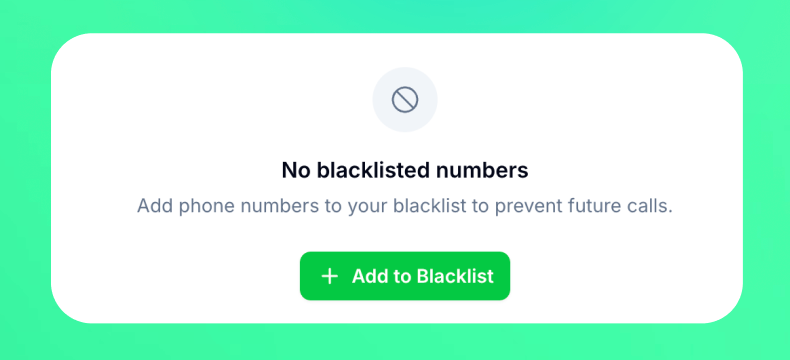 No blacklisted numbers
Add phone numbers to your blacklist to prevent future calls.
Add to Blacklist